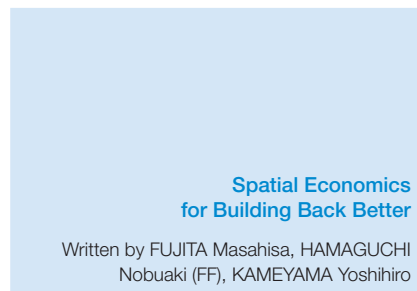 Spatial Economics
for Building Back Better
Written by FUJITA Masahisa, HAMAGUCHI
Nobuaki (FF), KAMEYAMA Yoshihiro